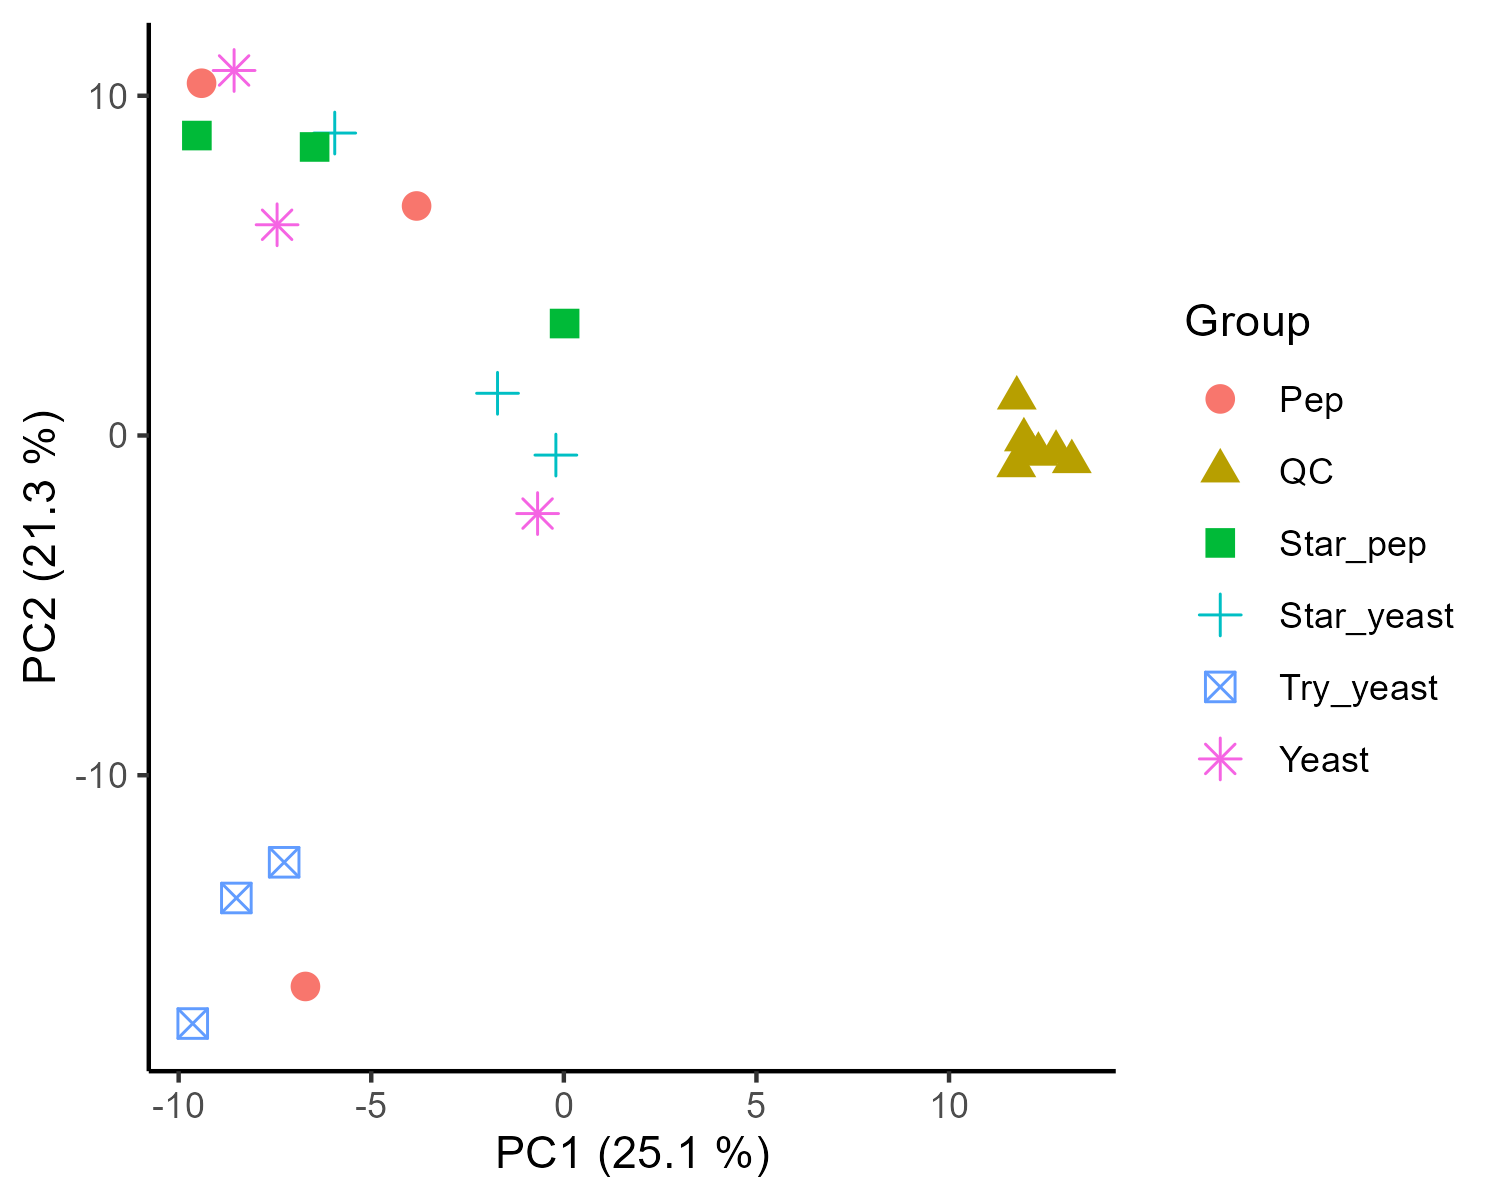 10
0
-10
PC2 (21.3 %)
-10 -5 0 5 10
PC1 (25.1 %)
Group
Pep
QC
Star_pep
Star_yeast
Try_yeast
Yeast